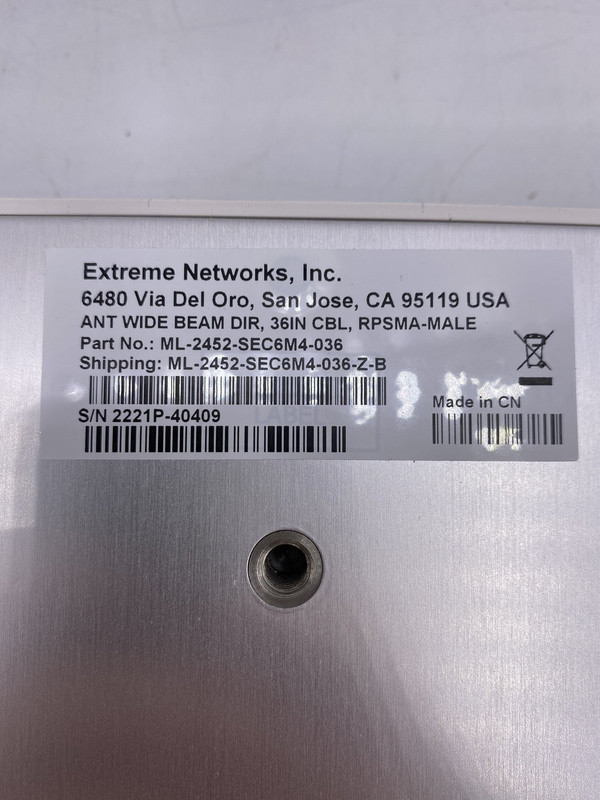 Extreme Networks, Inc.
6480 Via Del Oro, San Jose, CA 95119 USA
ANT WIDE BEAM DIR, 36IN CBL, RPSMA-MALE
Part No.: ML-2452-SEC6M4-036
Shipping: ML-2452-SEC6M4-036-Z-B
Made in CN
S/N 2221P-40409
LABEL